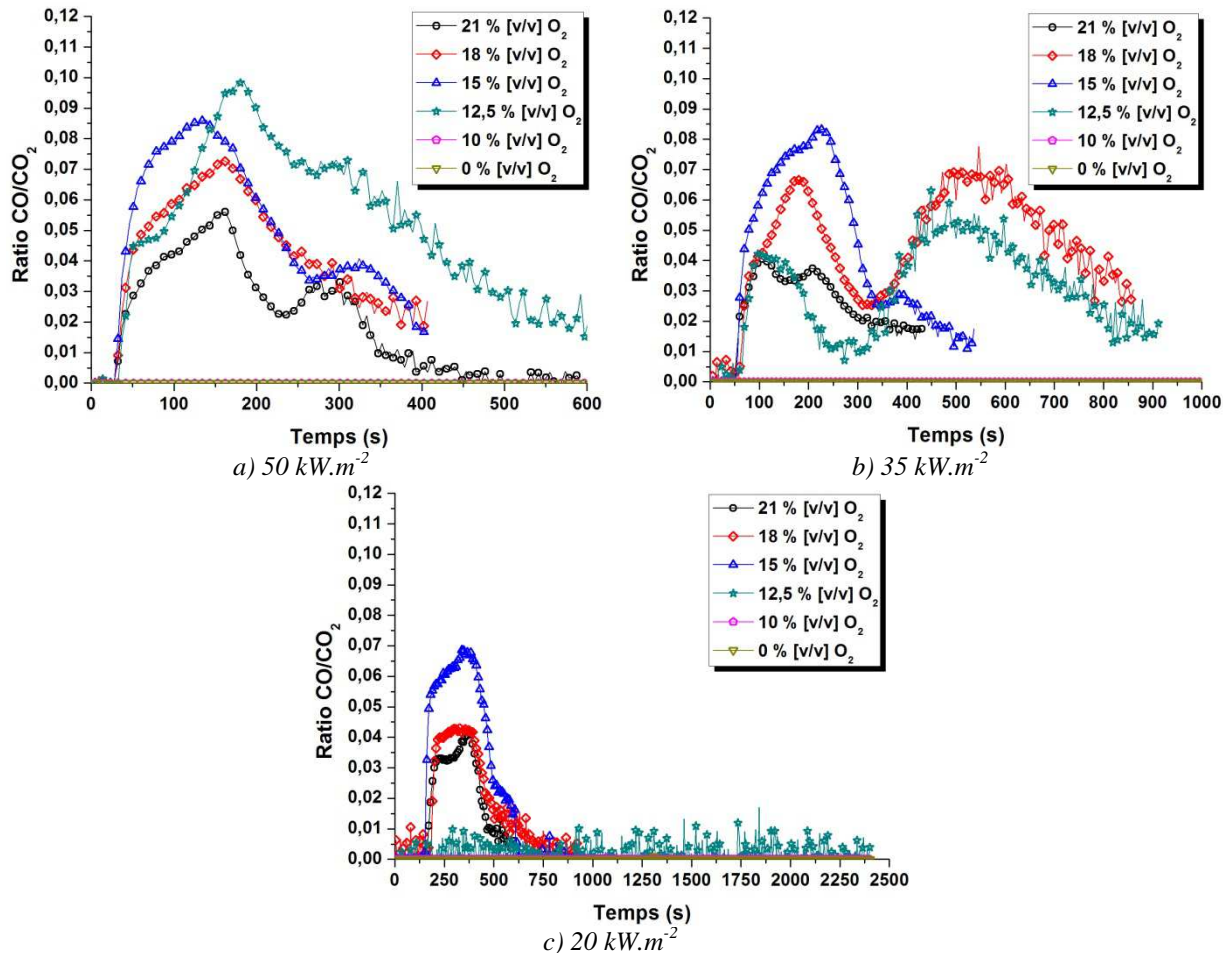 0,12
0,11
0,10
0,09
0,08
0,07
0,06
0,05
0,04
0,03
0,02
0,01
0,00
Ratio CO/CO2
21 % [v/v] O2
18 % [v/v] O2
15 % [v/v] O2
12,5 % [v/v] O2
10 % [v/v] O2
0 % [v/v] O2
0 100 200 300 400 500 600
Temps (s)
a) 50 kW.m-2
0,12
0,11
0,10
0,09
0,08
0,07
0,06
0,05
0,04
0,03
0,02
0,01
0,00
Ratio CO/CO2
21 % [v/v] O2
18 % [v/v] O2
15 % [v/v] O2
12,5 % [v/v] O2
10 % [v/v] O2
0 % [v/v] O2
0 100 200 300 400 500 600 700 800 900 1000
Temps (s)
b) 35 kW.m-2
0,12
0,11
0,10
0,09
0,08
0,07
0,06
0,05
0,04
0,03
0,02
0,01
0,00
Ratio CO/CO2
21 % [v/v] O2
18 % [v/v] O2
15 % [v/v] O2
12,5 % [v/v] O2
10 % [v/v] O2
0 % [v/v] O2
0 250 500 750 1000 1250 1500 1750 2000 2250 2500
Temps (s)
c) 20 kW.m-2